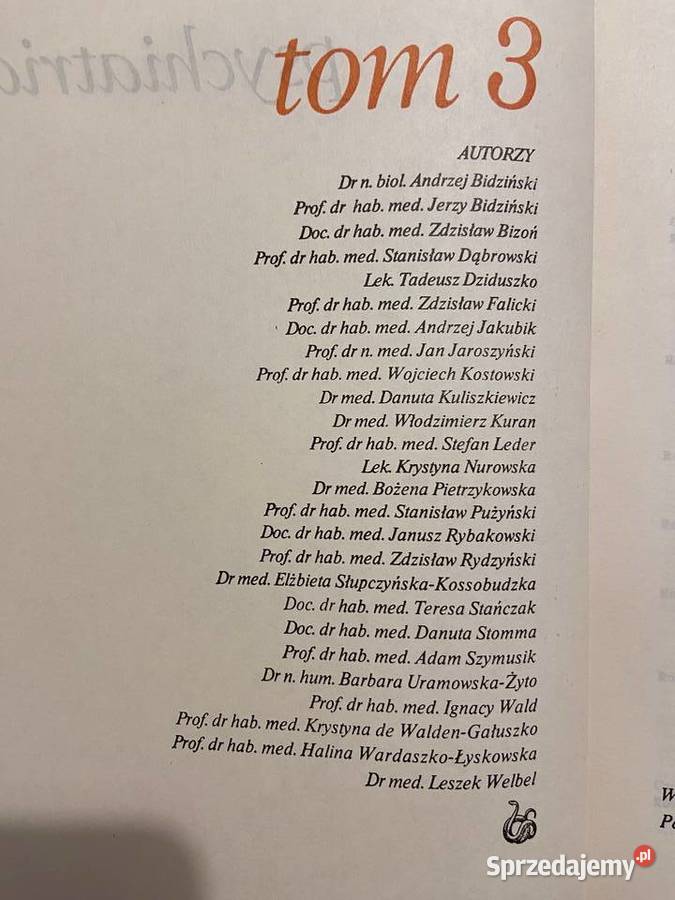 psychiatric
tom 3
AUTORZY
Dr n. biol. Andrzej Bidziński
Prof. dr hab. med. Jerzy Bidziński
Doc. dr hab. med. Zdzisław Bizoń
Prof. dr hab. med. Stanisław Dąbrowski
Lek. Tadeusz Dziduszko
Prof. dr hab. med. Zdzisław Falicki
Doc. dr hab. med. Andrzej Jakubik
Prof. dr n. med. Jan Jaroszyński
Prof. dr hab. med. Wojciech Kostowski
Dr med. Danuta Kuliszkiewicz
Dr med. Włodzimierz Kuran
Prof. dr hab. med. Stefan Leder
Lek. Krystyna Nurowska
Dr med. Bożena Pietrzykowska
Prof. dr hab. med. Stanisław Pużyński
Doc. dr hab. med. Janusz Rybakowski
Prof. dr hab. med. Zdzisław Rydzyński
Dr med. Elżbieta Słupczyńska-Kossobudzka
Doc. dr hab. med. Teresa Stańczak
Doc. dr hab. med. Danuta Stomma
Prof. dr hab. med. Adam Szymusik
Dr n. hum. Barbara Uramowska-Żyto
Prof. dr hab. med. Ignacy Wald
Prof. dr hab. med. Krystyna de Walden-Gałuszko
Prof. dr hab. med. Halina Wardaszko-Łyskowska
Dr med. Leszek Welbel
Sprzedajemy.pl